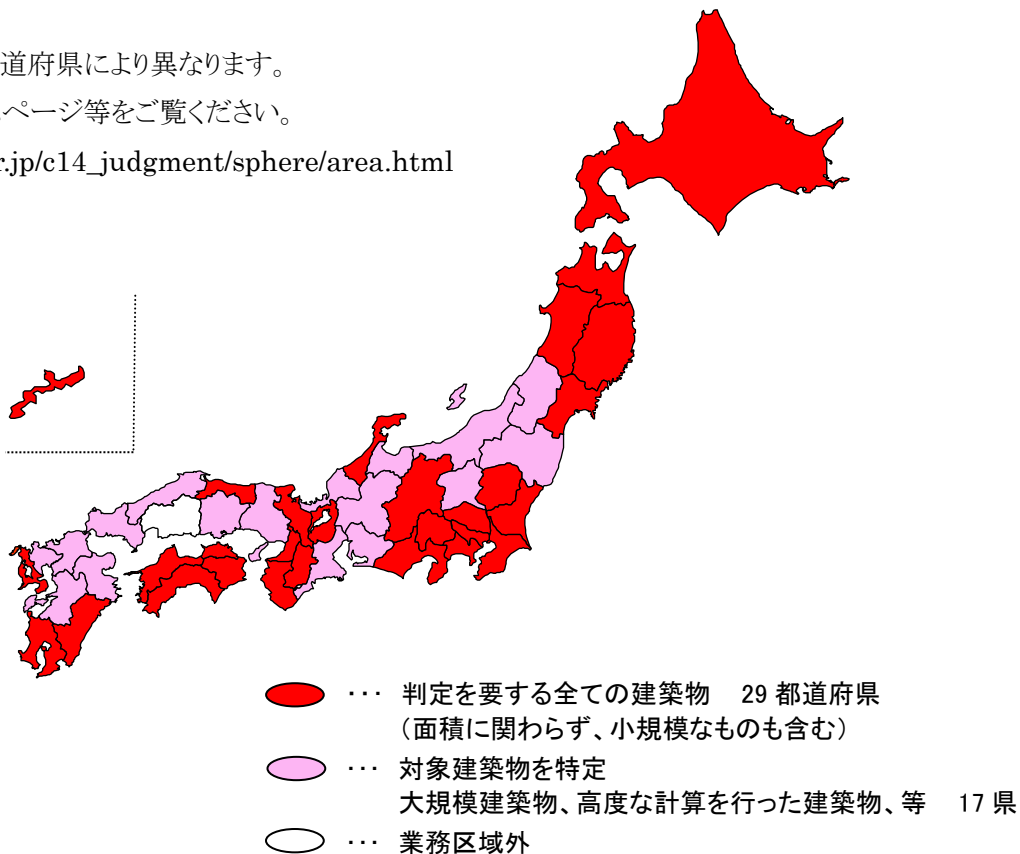 道府県により異なります。
ページ等をご覧ください。
r.jp/c14_judgment/sphere/area.html
･･･ 判定を要する全ての建築物 29 都道府県
（面積に関わらず、小規模なものも含む）
･･･ 対象建築物を特定
大規模建築物、高度な計算を行った建築物、等 17 県
･･･ 業務区域外